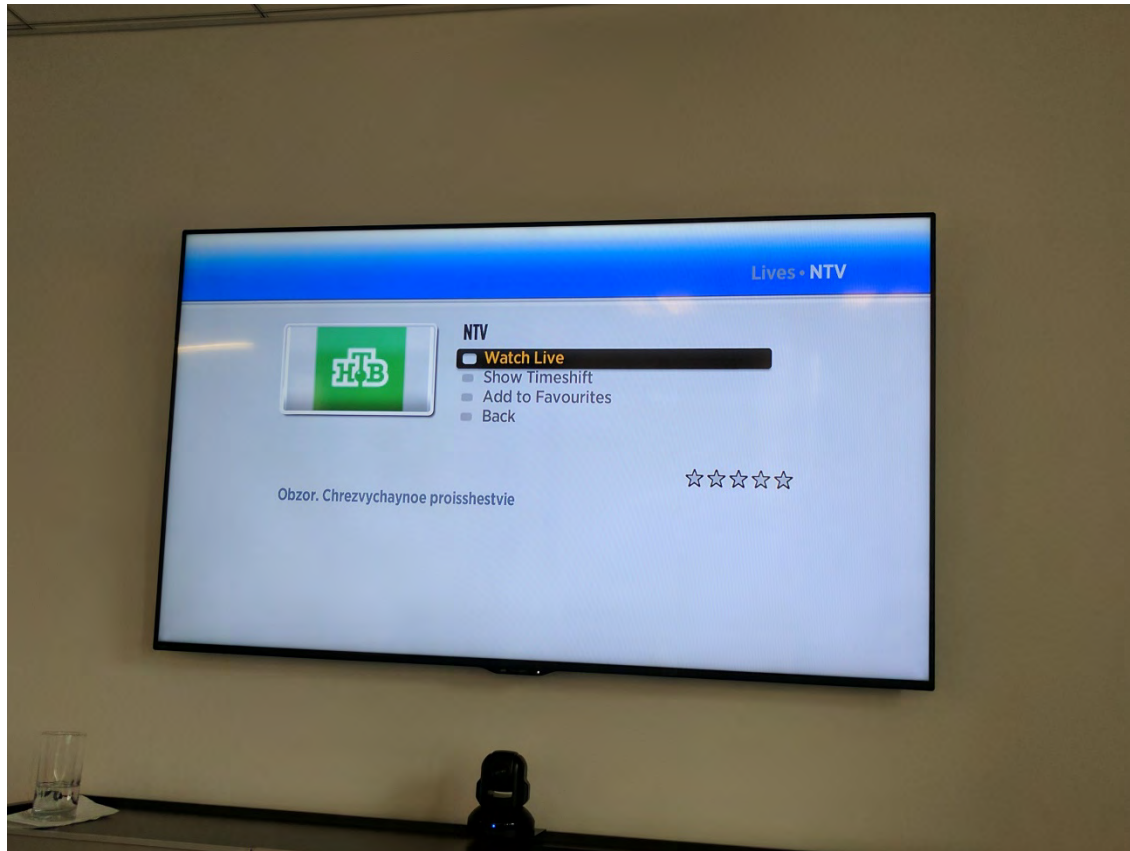 Lives • NTV
НТВ
NTV
Watch Live
Show Timeshift
Add to Favourites
Back
Obzor. Chrezvychaynoe proisshestvie